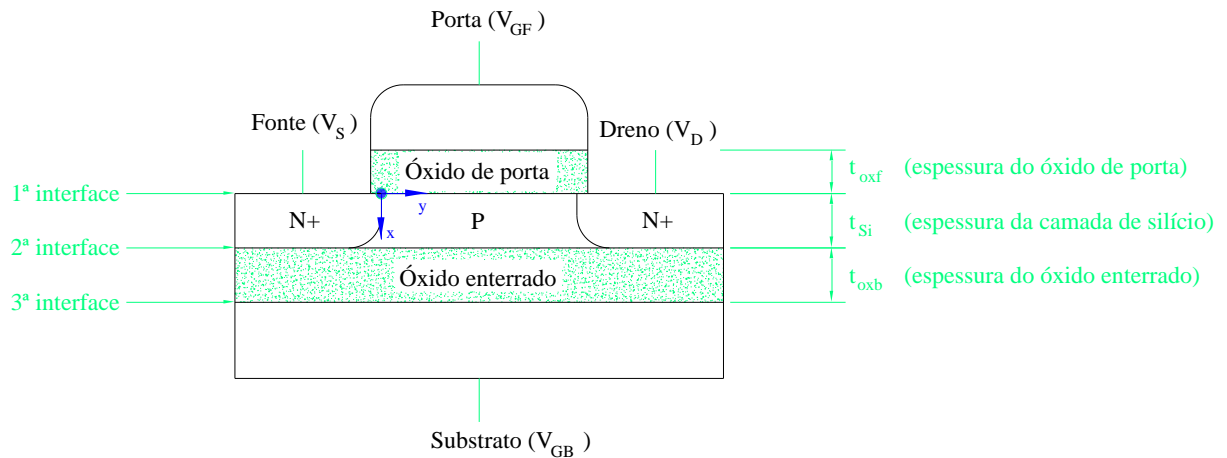 Porta (V_GF)
Fonte (V_S)
Dreno (V_D)
Óxido de porta
t_oxf (espessura do óxido de porta)
1ª interface
y
N+
P
N+
x
t_Si (espessura da camada de silício)
2ª interface
Óxido enterrado
t_oxb (espessura do óxido enterrado)
3ª interface
Substrato (V_GB)